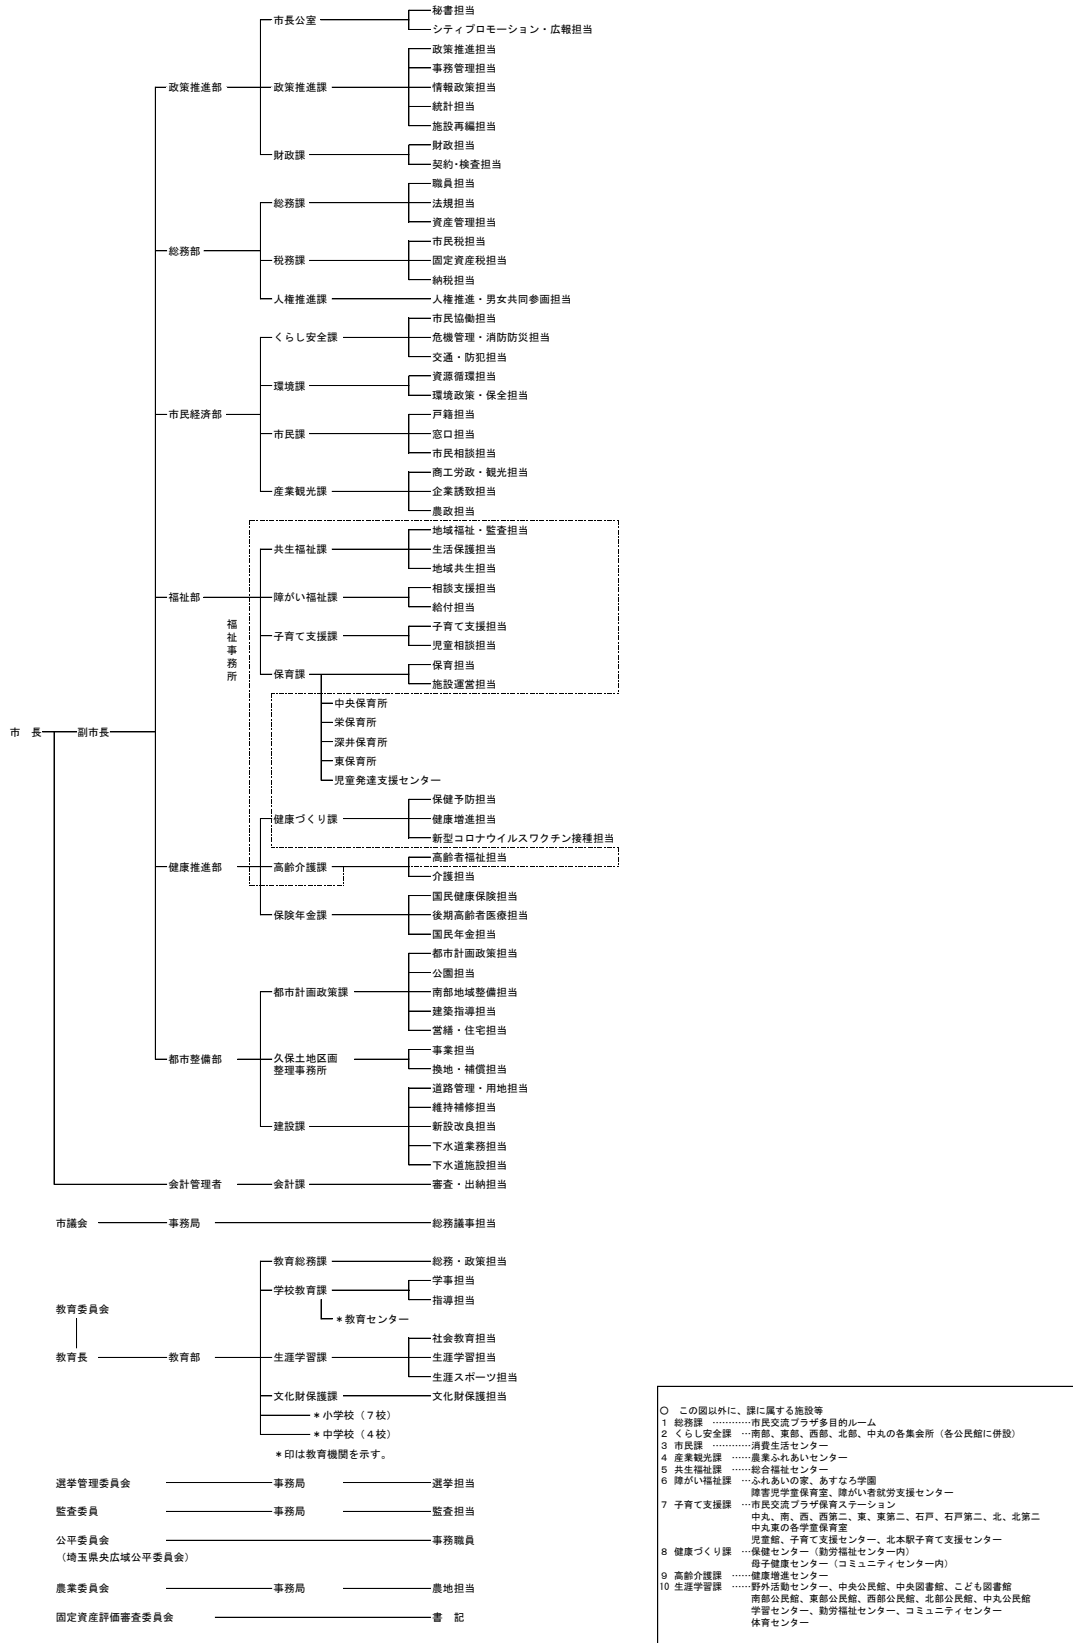 秘書担当
市長公室
シティプロモーション・広報担当
政策推進担当
事務管理担当
政策推進部 政策推進課 情報政策担当
統計担当
施設再編担当
財政担当
財政課
契約・検査担当
職員担当
総務課 法規担当
資産管理担当
市民税担当
総務部
税務課 固定資産税担当
納税担当
人権推進課 人権推進・男女共同参画担当
市民協働担当
くらし安全課 危機管理・消防防災担当
交通・防犯担当
資源循環担当
環境課
環境政策・保全担当
市民経済部 戸籍担当
市民課 窓口担当
市民相談担当
商工労政・観光担当
産業観光課 企業誘致担当
農政担当
地域福祉・監査担当
共生福祉課 生活保護担当
地域共生担当
相談支援担当
福祉部 障がい福祉課
給付担当
福祉事務所
子育て支援担当
子育て支援課
児童相談担当
保育担当
保育課
施設運営担当
中央保育所
栄保育所
市 長 副市長
深井保育所
東保育所
児童発達支援センター
保健予防担当
健康づくり課 健康増進担当
新型コロナウイルスワクチン接種担当
高齢者福祉担当
健康推進部 高齢介護課
介護担当
国民健康保険担当
保険年金課 後期高齢者医療担当
国民年金担当
都市計画政策担当
公園担当
都市計画政策課 南部地域整備担当
建築指導担当
営繕・住宅担当
事業担当
都市整備部 久保土地区画
整理事務所
換地・補償担当
道路管理・用地担当
維持補修担当
建設課 新設改良担当
下水道業務担当
下水道施設担当
会計管理者 会計課 審査・出納担当
市議会 事務局 総務議事担当
教育総務課 総務・政策担当
学事担当
学校教育課
指導担当
教育委員会
*教育センター
社会教育担当
教育長 教育部 生涯学習課 生涯学習担当
生涯スポーツ担当
文化財保護課 文化財保護担当
*小学校(7校)
*中学校(4校)
*印は教育機関を示す。
選挙管理委員会 事務局 選挙担当
監査委員 事務局 監査担当
公平委員会 事務職員
(埼玉県央広域公平委員会)
農業委員会 事務局 農地担当
固定資産評価審査委員会 書 記
○ この図以外に、課に属する施設等
1 総務課 …………市民交流プラザ多目的ルーム
2 くらし安全課 …南部、東部、西部、北部、中丸の各集会所(各公民館に併設)
3 市民課 …………消費生活センター
4 産業観光課 ……農業ふれあいセンター
5 共生福祉課 ……総合福祉センター
6 障がい福祉課 …ふれあいの家、あすなろ学園
障害児学童保育室、障がい者就労支援センター
7 子育て支援課 …市民交流プラザ保育ステーション
中丸、南、西、西第二、東、東第二、石戸、石戸第二、北、北第二
中丸東の各学童保育室
児童館、子育て支援センター、北本駅子育て支援センター
8 健康づくり課 …保健センター(勤労福祉センター内)
母子健康センター(コミュニティセンター内)
9 高齢介護課 ……健康増進センター
10 生涯学習課 ……野外活動センター、中央公民館、中央図書館、こども図書館
南部公民館、東部公民館、西部公民館、北部公民館、中丸公民館
学習センター、勤労福祉センター、コミュニティセンター
体育センター